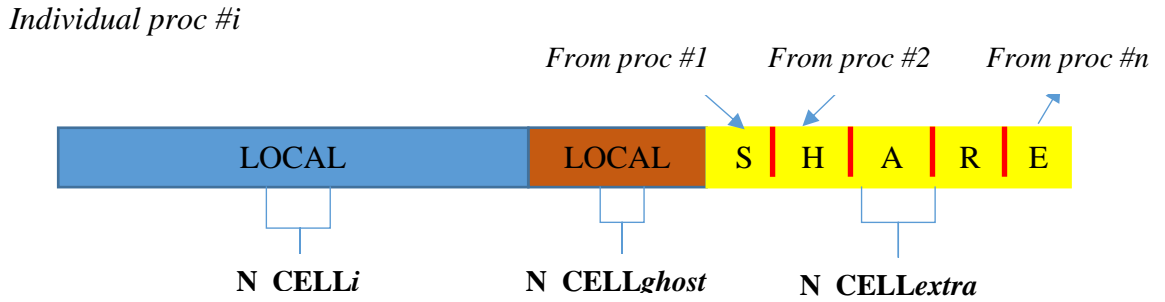 Individual proc #i
From proc #1 From proc #2 From proc #n
LOCAL LOCAL S H A R E
N_CELLi N_CELLghost N_CELLextra